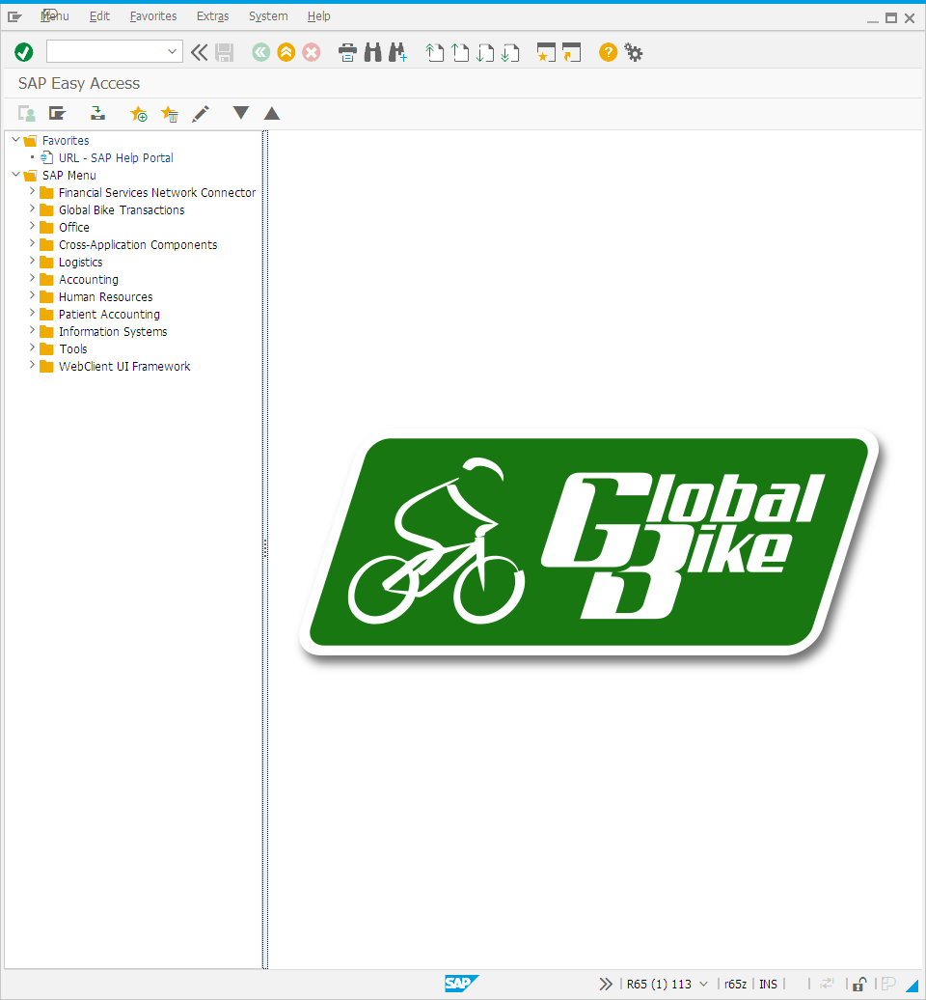 Menu Edit Favorites Extras System Help
SAP Easy Access
Favorites
URL - SAP Help Portal
SAP Menu
Financial Services Network Connector
Global Bike Transactions
Office
Cross-Application Components
Logistics
Accounting
Human Resources
Patient Accounting
Information Systems
Tools
WebClient UI Framework
Global
Bike
SAP R65 (1) 113 r65z INS